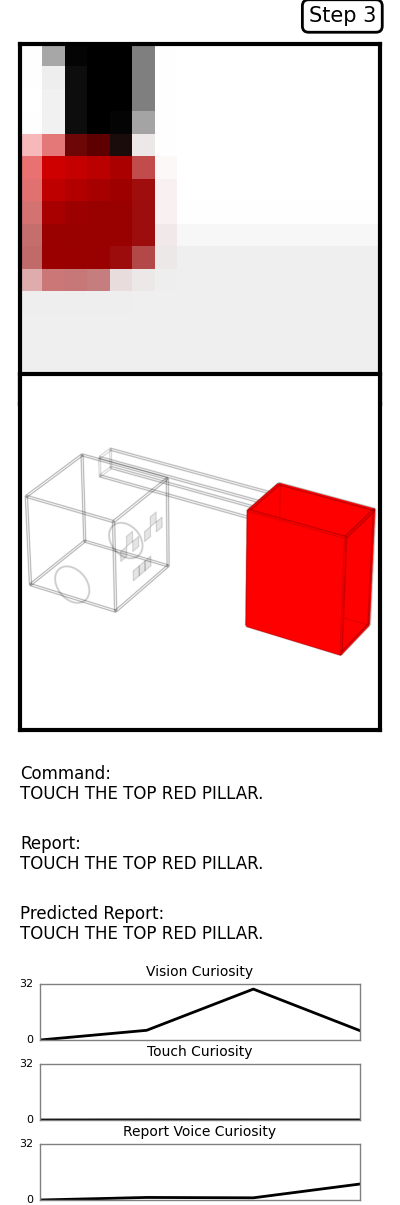 Step 3
Command:
TOUCH THE TOP RED PILLAR.
Report:
TOUCH THE TOP RED PILLAR.
Predicted Report:
TOUCH THE TOP RED PILLAR.
Vision Curiosity
32
0
Touch Curiosity
32
0
Report Voice Curiosity
32
0